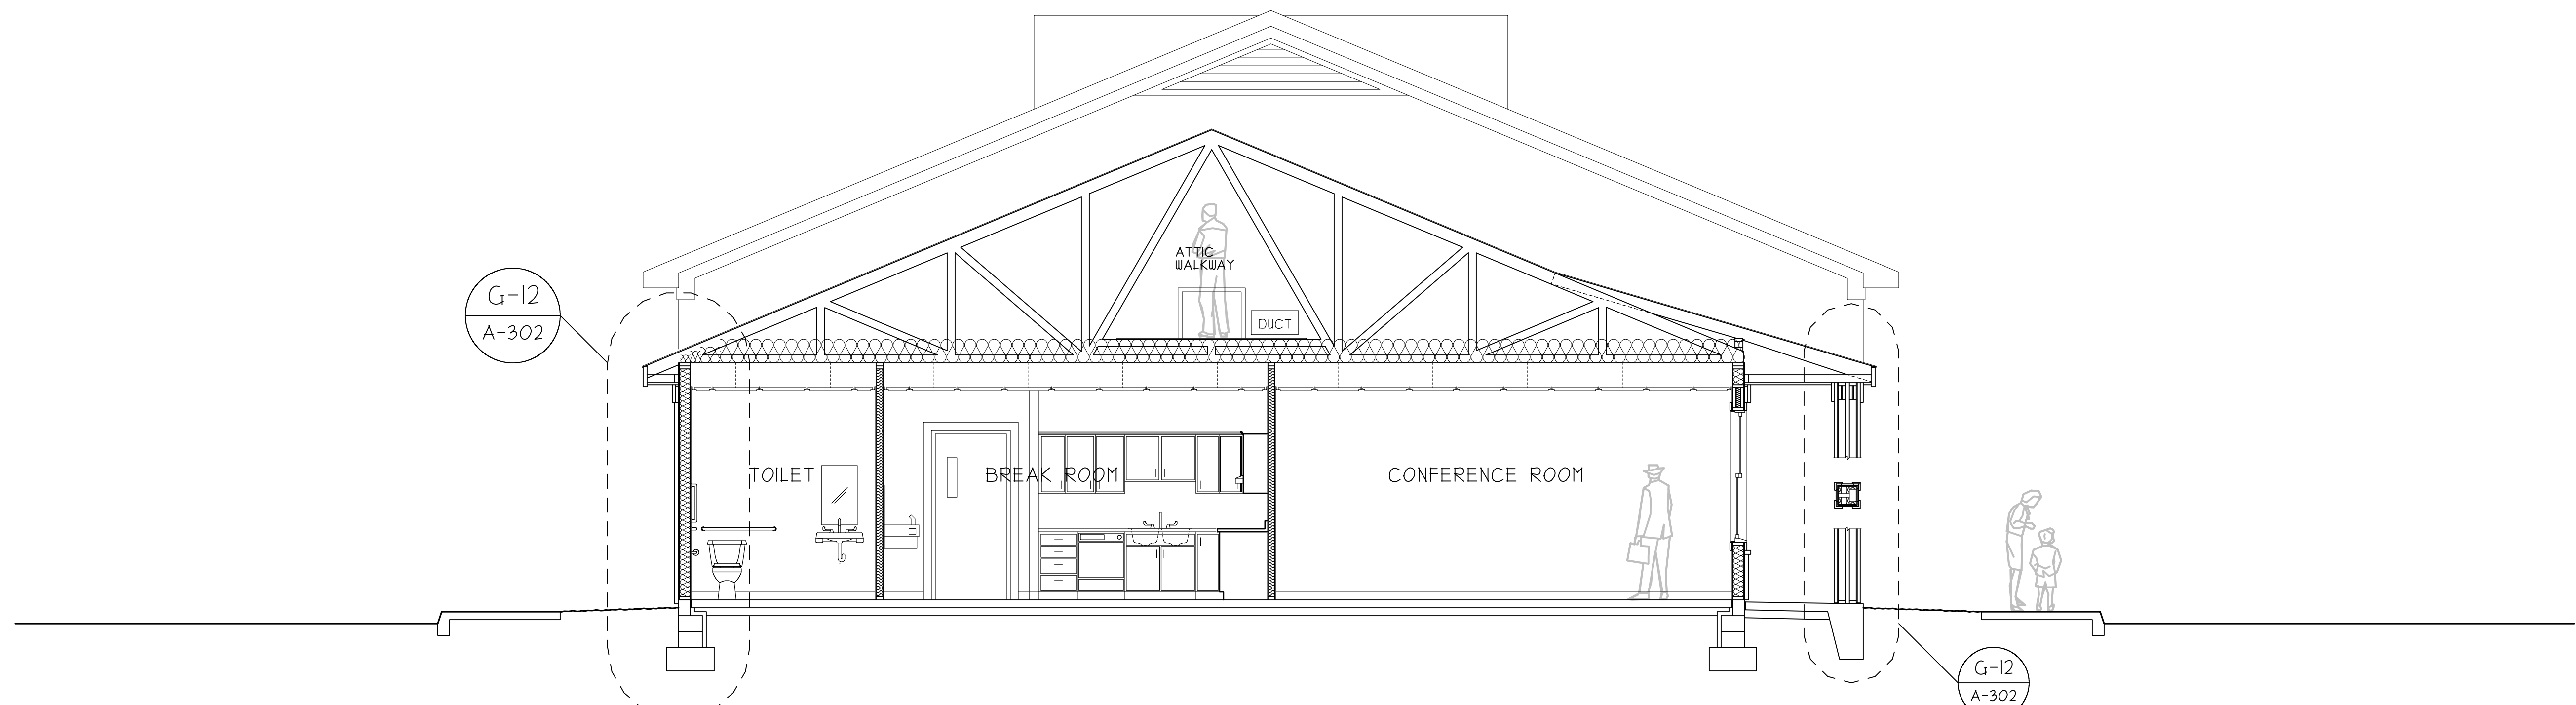 ATTIC
WALKWAY
G-12
A-302
DUCT
TOILET
BREAK ROOM
CONFERENCE ROOM
G-12
A-302